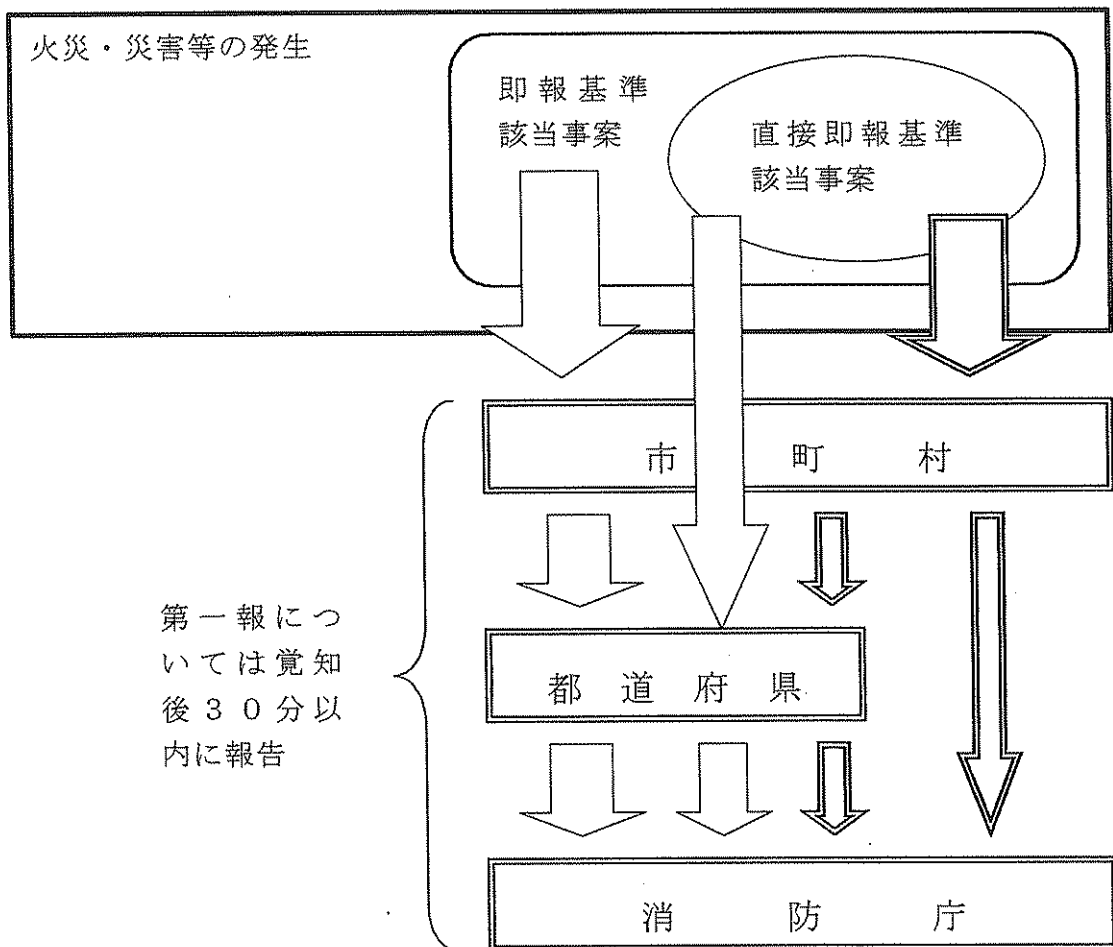 火災・災害等の発生
即報基準
該当事案
直接即報基準
該当事案
市町村
第一報につ
いては覚知
後３０分以
内に報告
都道府県
消防庁